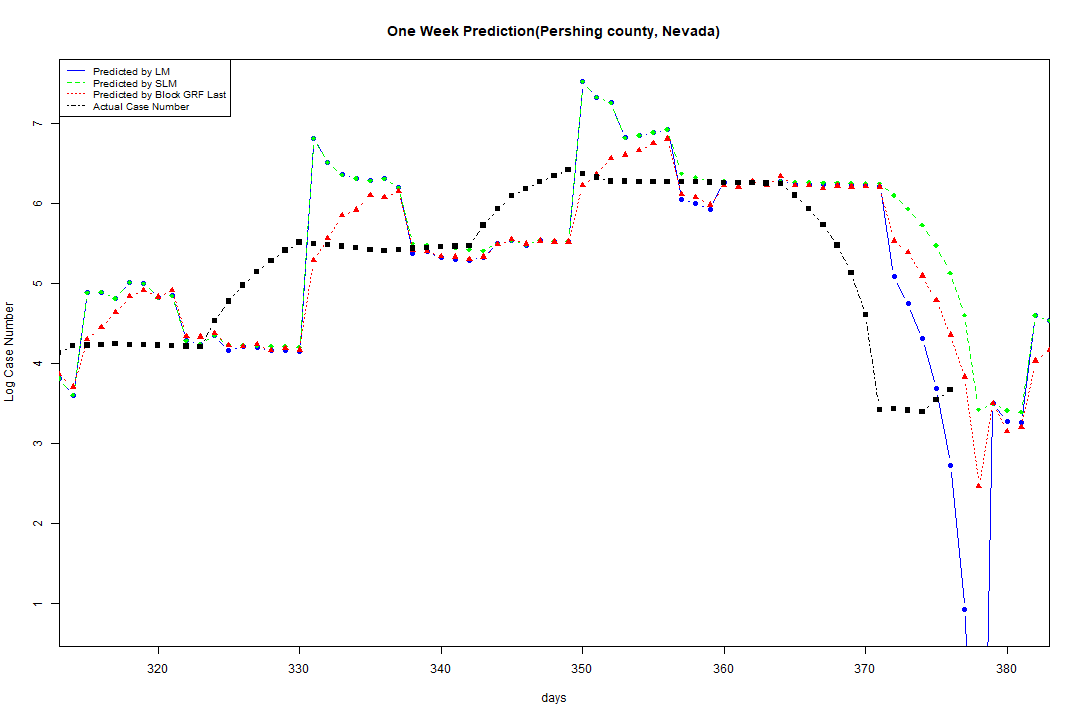 One Week Prediction(Pershing county, Nevada)
Predicted by LM
Predicted by SLM
Predicted by Block GRF Last
Actual Case Number
Log Case Number
7
6
5
4
3
2
1
320 330 340 350 360 370 380
days